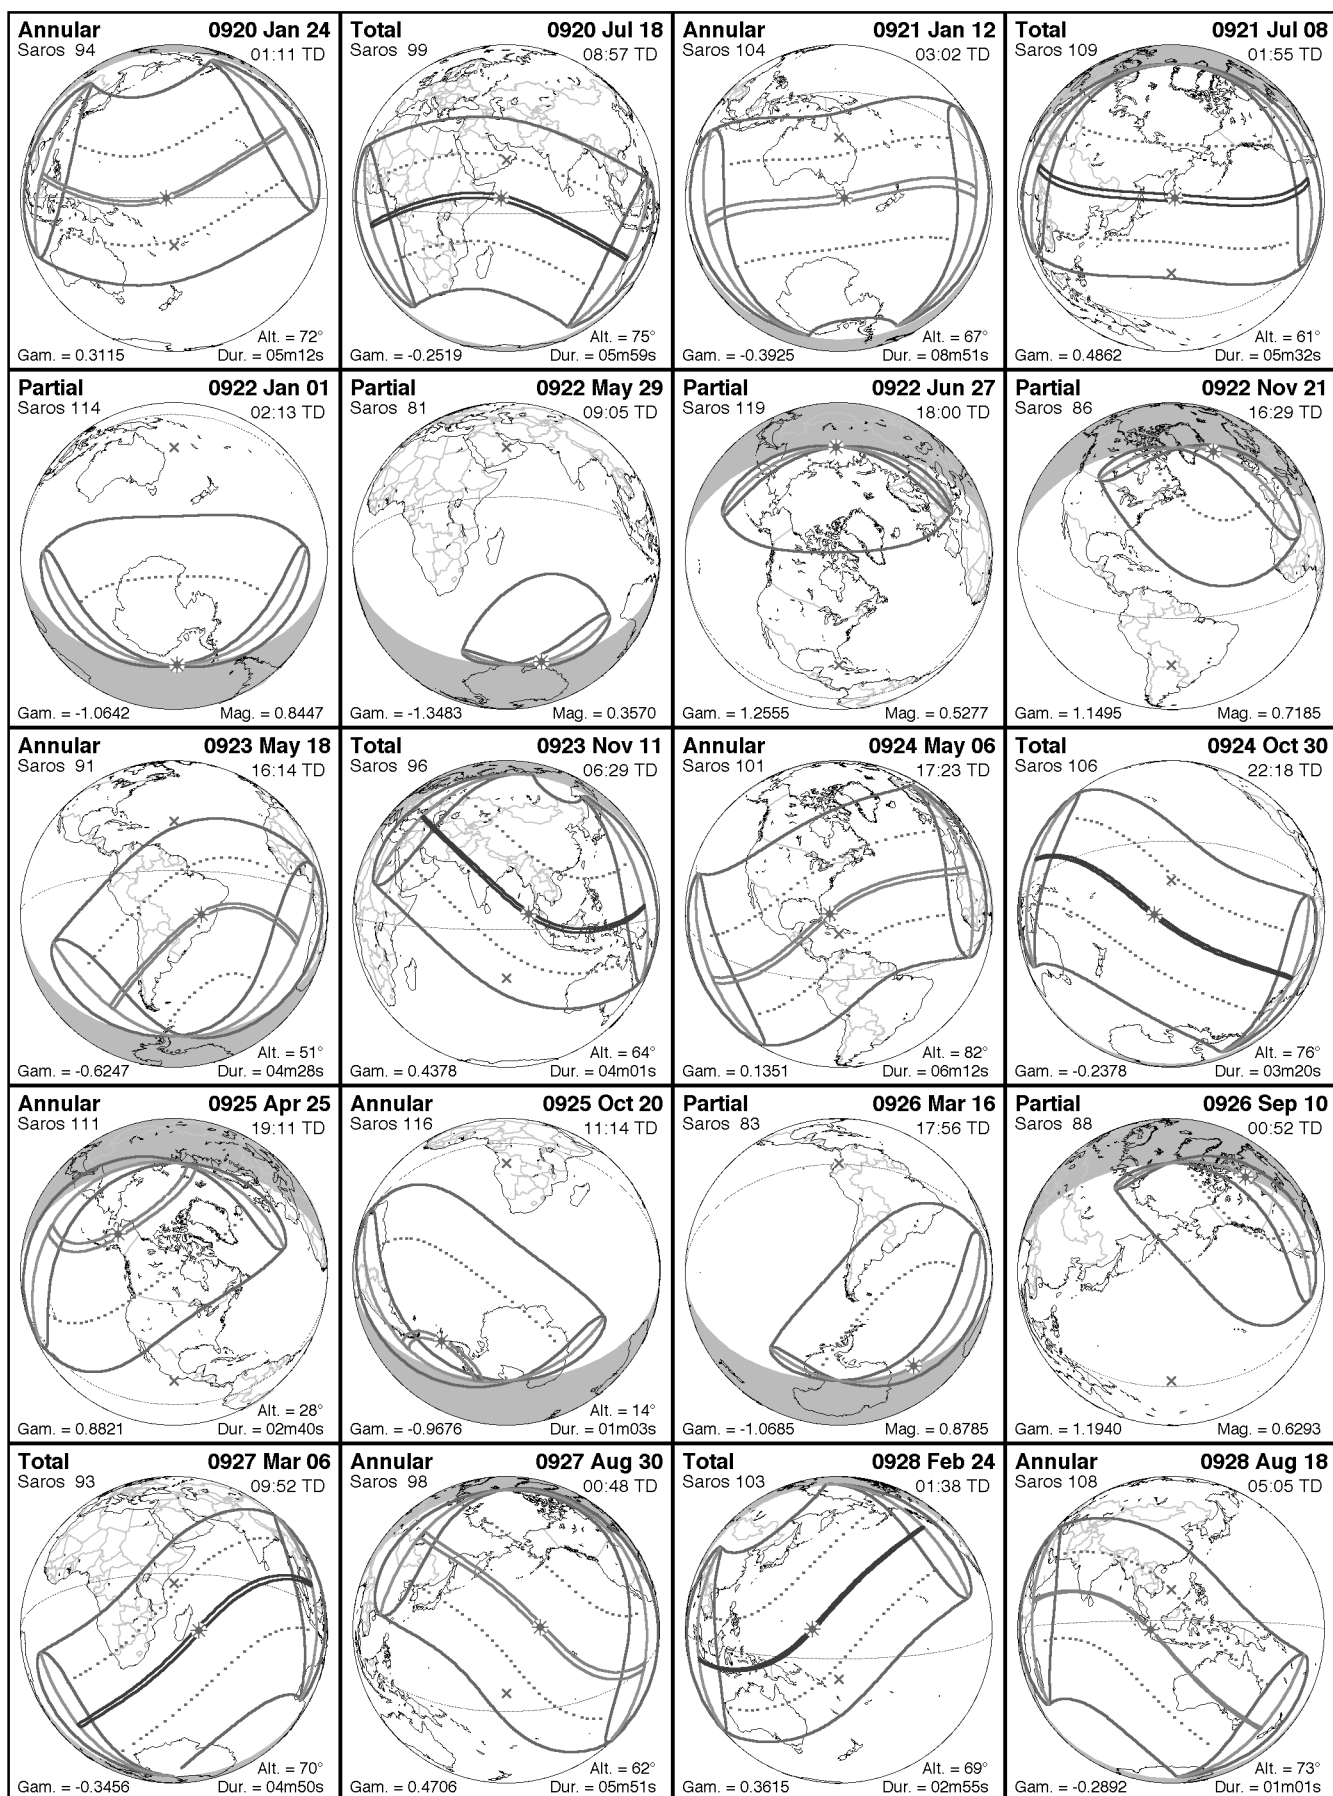 Annular 0920 Jan 24
Saros 94 01:11 TD
Alt. = 72°
Gam. = 0.3115 Dur. = 05m12s
Total 0920 Jul 18
Saros 99 08:57 TD
Alt. = 75°
Gam. = -0.2519 Dur. = 05m59s
Annular 0921 Jan 12
Saros 104 03:02 TD
Alt. = 67°
Gam. = -0.3925 Dur. = 08m51s
Total 0921 Jul 08
Saros 109 01:55 TD
Alt. = 61°
Gam. = 0.4862 Dur. = 05m32s
Partial 0922 Jan 01
Saros 114 02:13 TD
Gam. = -1.0642 Mag. = 0.8447
Partial 0922 May 29
Saros 81 09:05 TD
Gam. = -1.3483 Mag. = 0.3570
Partial 0922 Jun 27
Saros 119 18:00 TD
Gam. = 1.2555 Mag. = 0.5277
Partial 0922 Nov 21
Saros 86 16:29 TD
Gam. = 1.1495 Mag. = 0.7185
Annular 0923 May 18
Saros 91 16:14 TD
Alt. = 51°
Gam. = -0.6247 Dur. = 04m28s
Total 0923 Nov 11
Saros 96 06:29 TD
Alt. = 64°
Gam. = 0.4378 Dur. = 04m01s
Annular 0924 May 06
Saros 101 17:23 TD
Alt. = 82°
Gam. = 0.1351 Dur. = 06m12s
Total 0924 Oct 30
Saros 106 22:18 TD
Alt. = 76°
Gam. = -0.2378 Dur. = 03m20s
Annular 0925 Apr 25
Saros 111 19:11 TD
Alt. = 28°
Gam. = 0.8821 Dur. = 02m40s
Annular 0925 Oct 20
Saros 116 11:14 TD
Alt. = 14°
Gam. = -0.9676 Dur. = 01m03s
Partial 0926 Mar 16
Saros 83 17:56 TD
Gam. = -1.0685 Mag. = 0.8785
Partial 0926 Sep 10
Saros 88 00:52 TD
Gam. = 1.1940 Mag. = 0.6293
Total 0927 Mar 06
Saros 93 09:52 TD
Alt. = 70°
Gam. = -0.3456 Dur. = 04m50s
Annular 0927 Aug 30
Saros 98 00:48 TD
Alt. = 62°
Gam. = 0.4706 Dur. = 05m51s
Total 0928 Feb 24
Saros 103 01:38 TD
Alt. = 69°
Gam. = 0.3615 Dur. = 02m55s
Annular 0928 Aug 18
Saros 108 05:05 TD
Alt. = 73°
Gam. = -0.2892 Dur. = 01m01s